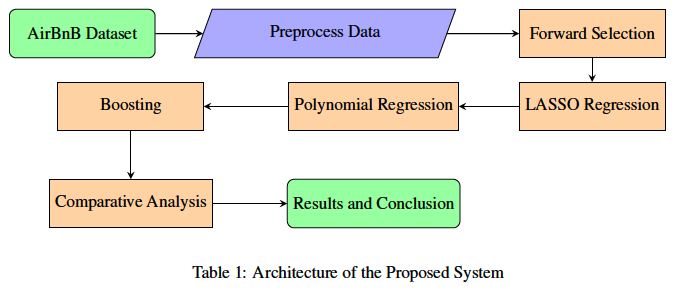 AirBnB Dataset
Preprocess Data
Forward Selection
LASSO Regression
Polynomial Regression
Boosting
Comparative Analysis
Results and Conclusion
Table 1: Architecture of the Proposed System